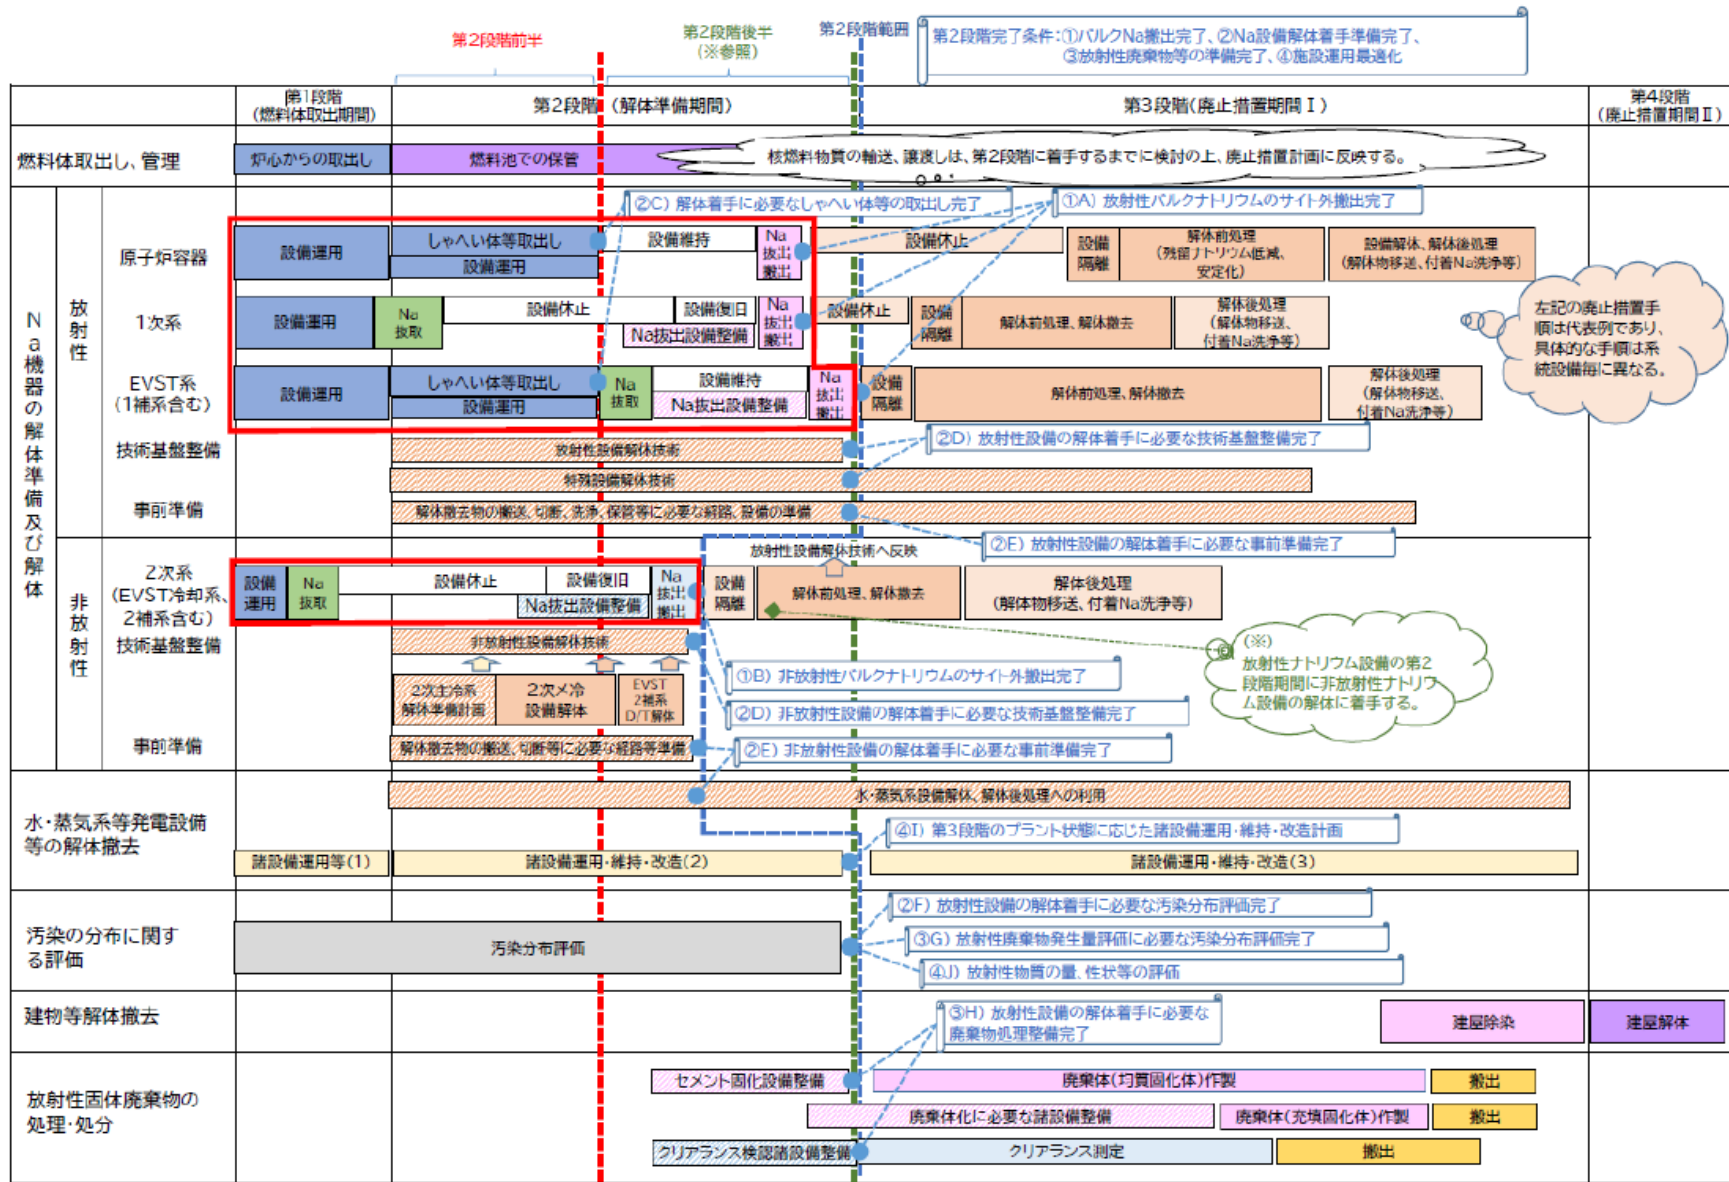 第2段階前半
第2段階後半
(※参照)
第2段階範囲
第2段階完了条件:①バルクNa搬出完了、②Na設備解体着手準備完了、
③放射性廃棄物等の準備完了、④施設運用最適化
第1段階
(燃料体取出期間)
第2段階 (解体準備期間)
第3段階(廃止措置期間Ⅰ)
第4段階
(廃止措置期間Ⅱ)
燃料体取出し、管理
炉心からの取出し
燃料池での保管
核燃料物質の輸送、譲渡しは、第2段階に着手するまでに検討の上、廃止措置計画に反映する。
Na機器の解体準備及び解体
放射性
②C) 解体着手に必要なしゃへい体等の取出し完了
①A) 放射性バルクナトリウムのサイト外搬出完了
原子炉容器
設備運用
しゃへい体等取出し
設備運用
設備維持
Na
抜出
搬出
設備休止
設備
隔離
解体前処理
(残留ナトリウム低減、
安定化)
設備解体、解体後処理
(解体物移送、付着Na洗浄等)
1次系
設備運用
Na
抜取
設備休止
設備復旧
Na抜出設備整備
Na
抜出
搬出
設備休止
設備
隔離
解体前処理、解体撤去
解体後処理
(解体物移送、
付着Na洗浄等)
左記の廃止措置手
順は代表例であり、
具体的な手順は系
統設備毎に異なる。
EVST系
(1補系含む)
設備運用
しゃへい体等取出し
設備運用
Na
抜取
設備維持
Na抜出設備整備
Na
抜出
搬出
設備
隔離
解体前処理、解体撤去
解体後処理
(解体物移送、
付着Na洗浄等)
技術基盤整備
放射性設備解体技術
②D) 放射性設備の解体着手に必要な技術基盤整備完了
特殊設備解体技術
事前準備
解体撤去物の搬送、切断、洗浄、保管等に必要な経路、設備の準備
②E) 放射性設備の解体着手に必要な事前準備完了
非放射性
放射性設備解体技術へ反映
2次系
(EVST冷却系、
2補系含む)
設備
運用
Na
抜取
設備休止
設備復旧
Na抜出設備整備
Na
抜出
搬出
設備
隔離
解体前処理、解体撤去
解体後処理
(解体物移送、付着Na洗浄等)
技術基盤整備
非放射性設備解体技術
2次主冷系
解体準備計画
2次メ冷
設備解体
EVST
2補系
D/T解体
①B) 非放射性バルクナトリウムのサイト外搬出完了
②D) 非放射性設備の解体着手に必要な技術基盤整備完了
(※)
放射性ナトリウム設備の第2
段階期間に非放射性ナトリウ
ム設備の解体に着手する。
事前準備
解体撤去物の搬送、切断等に必要な経路等準備
②E) 非放射性設備の解体着手に必要な事前準備完了
水・蒸気系等発電設備
等の解体撤去
水・蒸気系設備解体、解体後処理への利用
④I) 第3段階のプラント状態に応じた諸設備運用・維持・改造計画
諸設備運用等(1)
諸設備運用・維持・改造(2)
諸設備運用・維持・改造(3)
汚染の分布に関す
る評価
汚染分布評価
②F) 放射性設備の解体着手に必要な汚染分布評価完了
③G) 放射性廃棄物発生量評価に必要な汚染分布評価完了
④J) 放射性物質の量、性状等の評価
建物等解体撤去
③H) 放射性設備の解体着手に必要な
廃棄物処理整備完了
建屋除染
建屋解体
放射性固体廃棄物の
処理・処分
セメント固化設備整備
廃棄体(均質固化体)作製
搬出
廃棄体化に必要な諸設備整備
廃棄体(充填固化体)作製
搬出
クリアランス検認諸設備整備
クリアランス測定
搬出